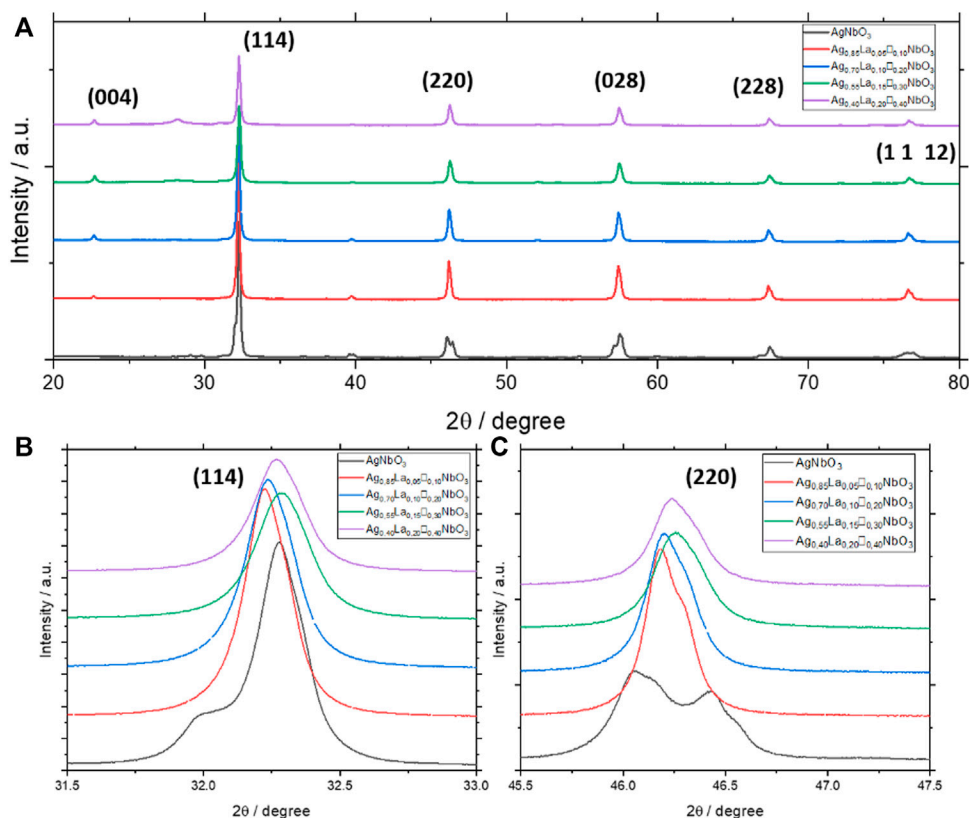 A
(114)
(004)
(220)
(028)
(228)
(1 1 12)
AgNbO₃
Ag₀,₈₅La₀,₀₅□₀,₁₀NbO₃
Ag₀,₇₀La₀,₁₀□₀,₂₀NbO₃
Ag₀,₅₅La₀,₁₅□₀,₃₀NbO₃
Ag₀,₄₀La₀,₂₀□₀,₄₀NbO₃
Intensity / a.u.
20 30 40 50 60 70 80
2θ / degree
B
(114)
AgNbO₃
Ag₀,₈₅La₀,₀₅□₀,₁₀NbO₃
Ag₀,₇₀La₀,₁₀□₀,₂₀NbO₃
Ag₀,₅₅La₀,₁₅□₀,₃₀NbO₃
Ag₀,₄₀La₀,₂₀□₀,₄₀NbO₃
Intensity / a.u.
31.5 32.0 32.5 33.0
2θ / degree
C
(220)
AgNbO₃
Ag₀,₈₅La₀,₀₅□₀,₁₀NbO₃
Ag₀,₇₀La₀,₁₀□₀,₂₀NbO₃
Ag₀,₅₅La₀,₁₅□₀,₃₀NbO₃
Ag₀,₄₀La₀,₂₀□₀,₄₀NbO₃
Intensity / a.u.
45.5 46.0 46.5 47.0 47.5
2θ / degree